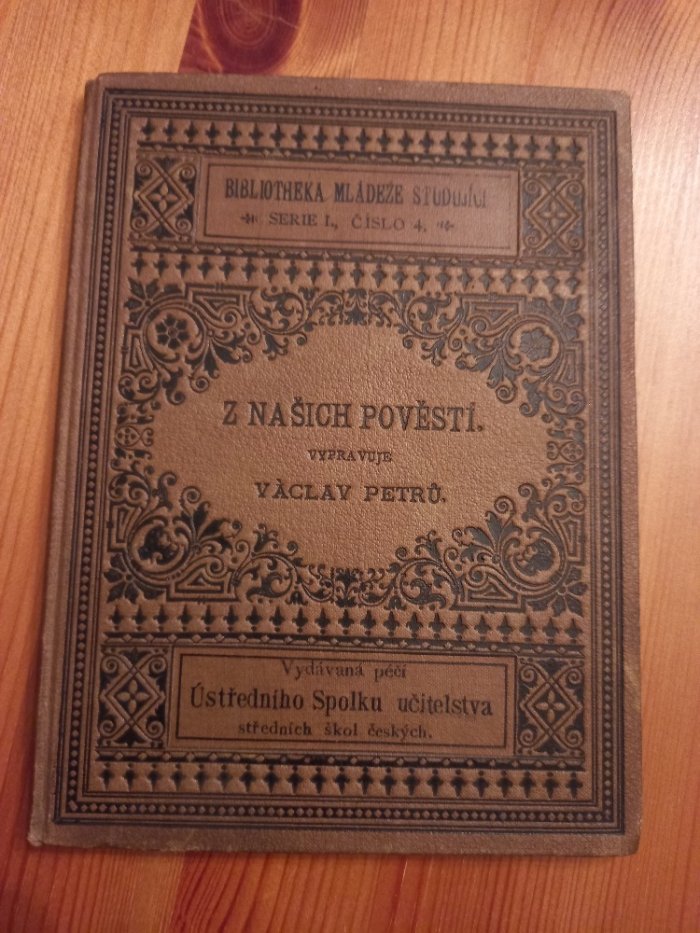 BIBLIOTHEKA MLÁDEŽE STUDUJÍCÍ
SERIE I., ČÍSLO 4.
Z NAŠICH POVĚSTÍ.
VYPRAVUJE
VÁCLAV PETRŮ.
Vydávaná péčí
Ústředního Spolku učitelstva
středních škol českých.